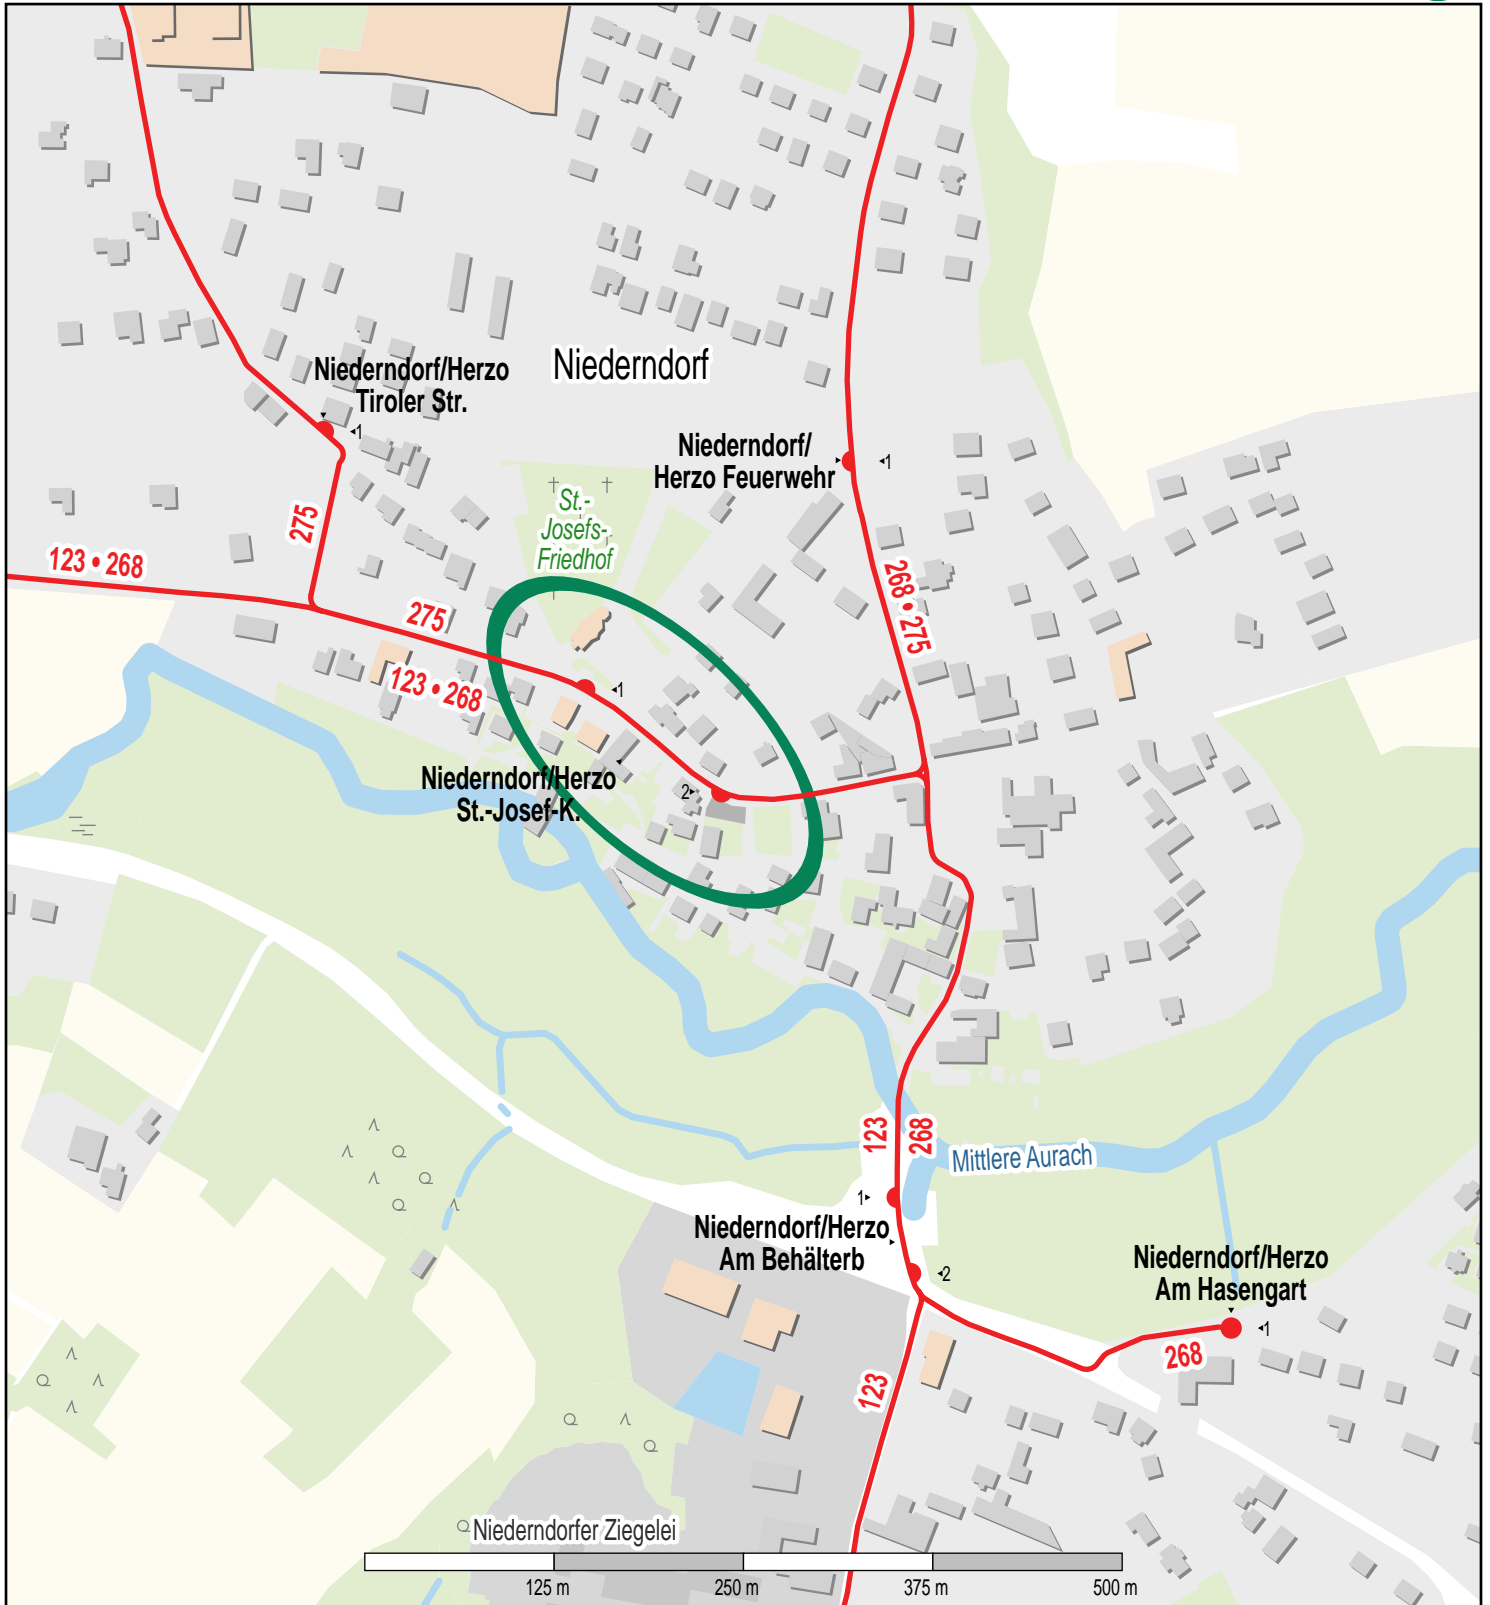 Niederndorf/Herzo
Tiroler Str.
1
Niederndorf
Niederndorf/
Herzo Feuerwehr
1
St.-
Josefs-
Friedhof
275
123 • 268
268 • 275
275
123 • 268
1
Niederndorf/Herzo
St.-Josef-K.
2
123
268
Mittlere Aurach
1
Niederndorf/Herzo
Am Behälterb
2
Niederndorf/Herzo
Am Hasengart
1
268
123
Niederndorfer Ziegelei
125 m
250 m
375 m
500 m